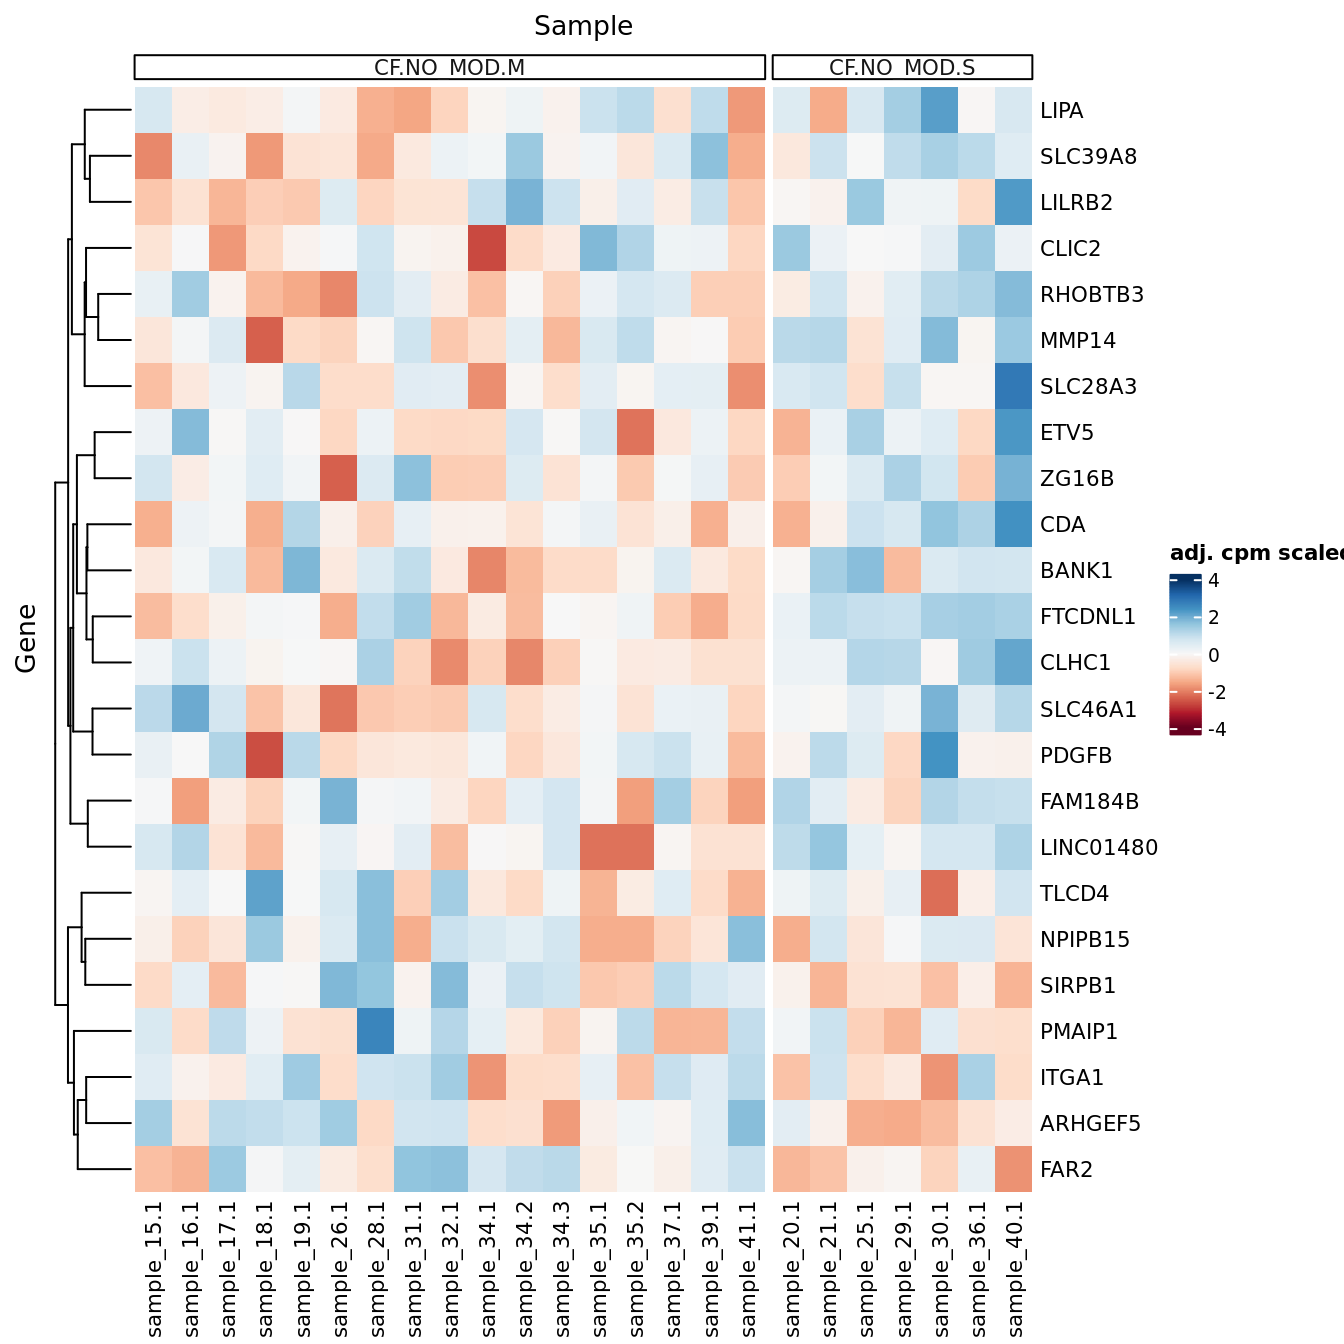 Sample
CF.NO_MOD.M
CF.NO_MOD.S
LIPA
SLC39A8
LILRB2
CLIC2
RHOBTB3
MMP14
SLC28A3
ETV5
ZG16B
CDA
BANK1
FTCDNL1
CLHC1
SLC46A1
PDGFB
FAM184B
LINC01480
TLCD4
NPIPB15
SIRPB1
PMAIP1
ITGA1
ARHGEF5
FAR2
Gene
adj. cpm scaled
4
2
0
-2
-4
sample_15.1
sample_16.1
sample_17.1
sample_18.1
sample_19.1
sample_26.1
sample_28.1
sample_31.1
sample_32.1
sample_34.1
sample_34.2
sample_34.3
sample_35.1
sample_35.2
sample_37.1
sample_39.1
sample_41.1
sample_20.1
sample_21.1
sample_25.1
sample_29.1
sample_30.1
sample_36.1
sample_40.1